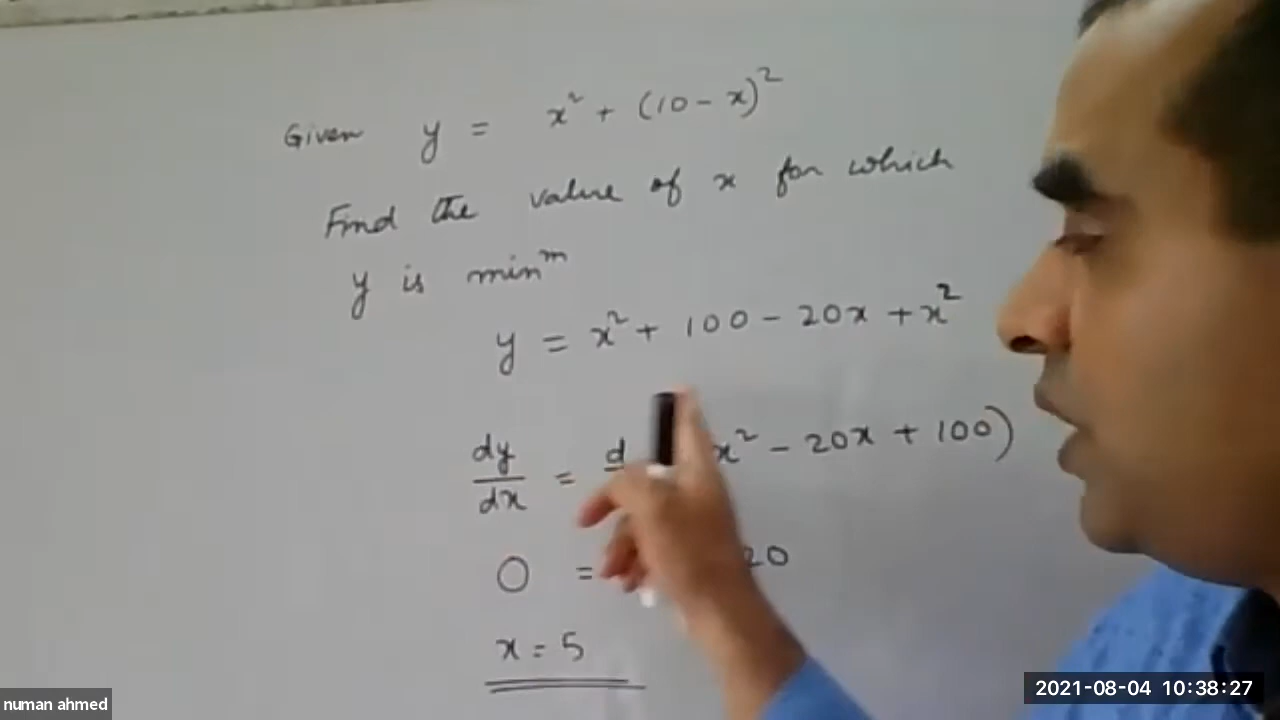 Given y = x² + (10 - x)²
Find the value of x for which
y is minᵐ
y = x² + 100 - 20x + x²
dy/dx = d x² - 20x + 100)
0 = 20
x = 5
numan ahmed
2021-08-04 10:38:27